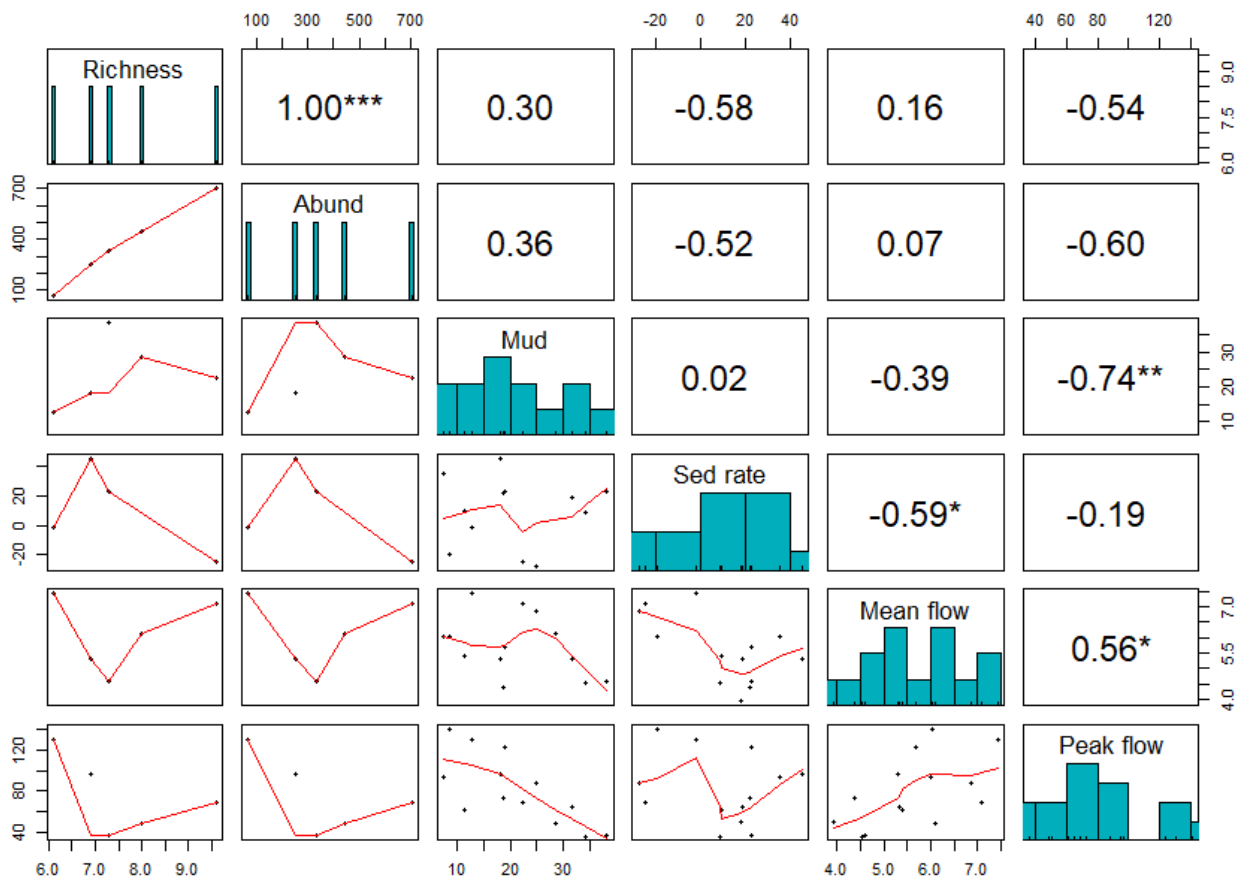 100 300 500 700 -20 0 20 40 40 60 80 120
Richness 1.00*** 0.30 -0.58 0.16 -0.54 6.0 7.5 9.0
100 400 700 Abund 0.36 -0.52 0.07 -0.60
Mud 0.02 -0.39 -0.74** 10 20 30
-20 0 20 Sed rate -0.59* -0.19
Mean flow 0.56* 4.0 5.5 7.0
40 80 120 Peak flow
6.0 7.0 8.0 9.0 10 20 30 4.0 5.0 6.0 7.0